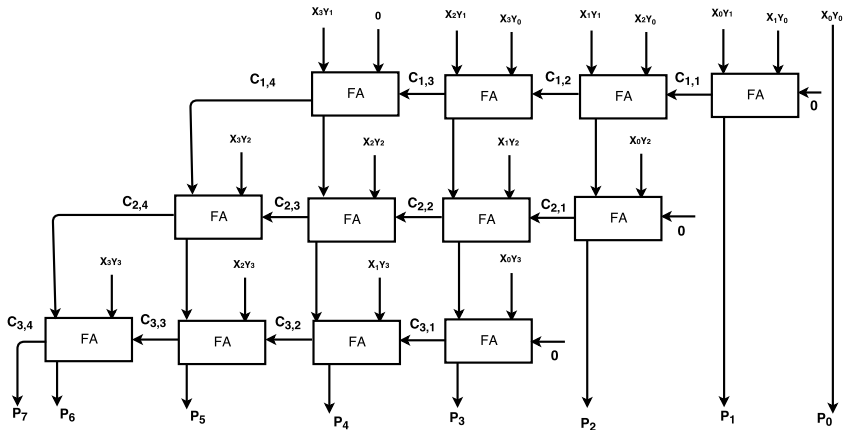 X₃Y₁ 0 X₂Y₁ X₃Y₀ X₁Y₁ X₂Y₀ X₀Y₁ X₁Y₀ X₀Y₀
C₁,₄ FA C₁,₃ FA C₁,₂ FA C₁,₁ FA 0
X₃Y₂ X₂Y₂ X₁Y₂ X₀Y₂
C₂,₄ FA C₂,₃ FA C₂,₂ FA C₂,₁ FA 0
X₃Y₃ X₂Y₃ X₁Y₃ X₀Y₃
C₃,₄ FA C₃,₃ FA C₃,₂ FA C₃,₁ FA 0
P₇ P₆ P₅ P₄ P₃ P₂ P₁ P₀